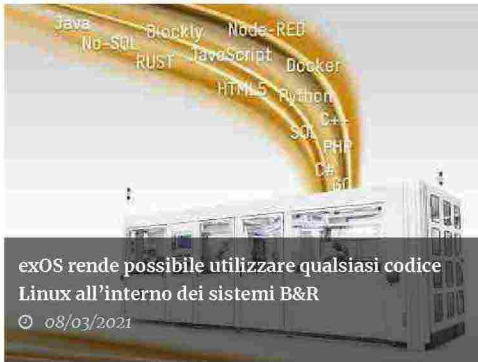 Java
Blockly
Node-RED
No-SQL
JavaScript
RUST
Docker
HTML5
Python
C++
SQL
PHP
C#
GO
exOS rende possibile utilizzare qualsiasi codice
Linux all’interno dei sistemi B&R
08/03/2021